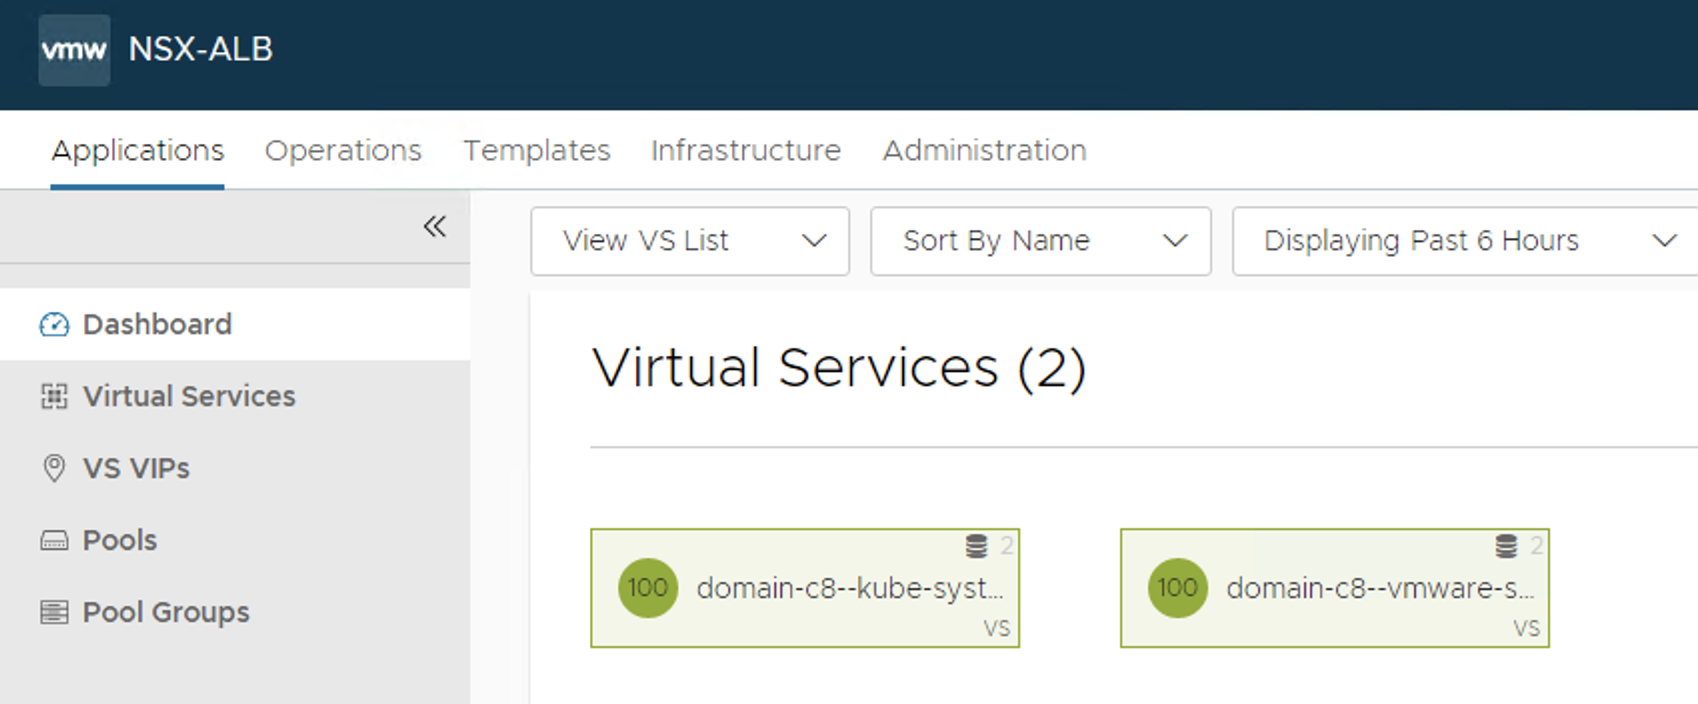 vmw NSX-ALB
Applications Operations Templates Infrastructure Administration
View VS List Sort By Name Displaying Past 6 Hours
Dashboard
Virtual Services
VS VIPs
Pools
Pool Groups
Virtual Services (2)
2
100 domain-c8--kube-syst...
VS
2
100 domain-c8--vmware-s...
VS